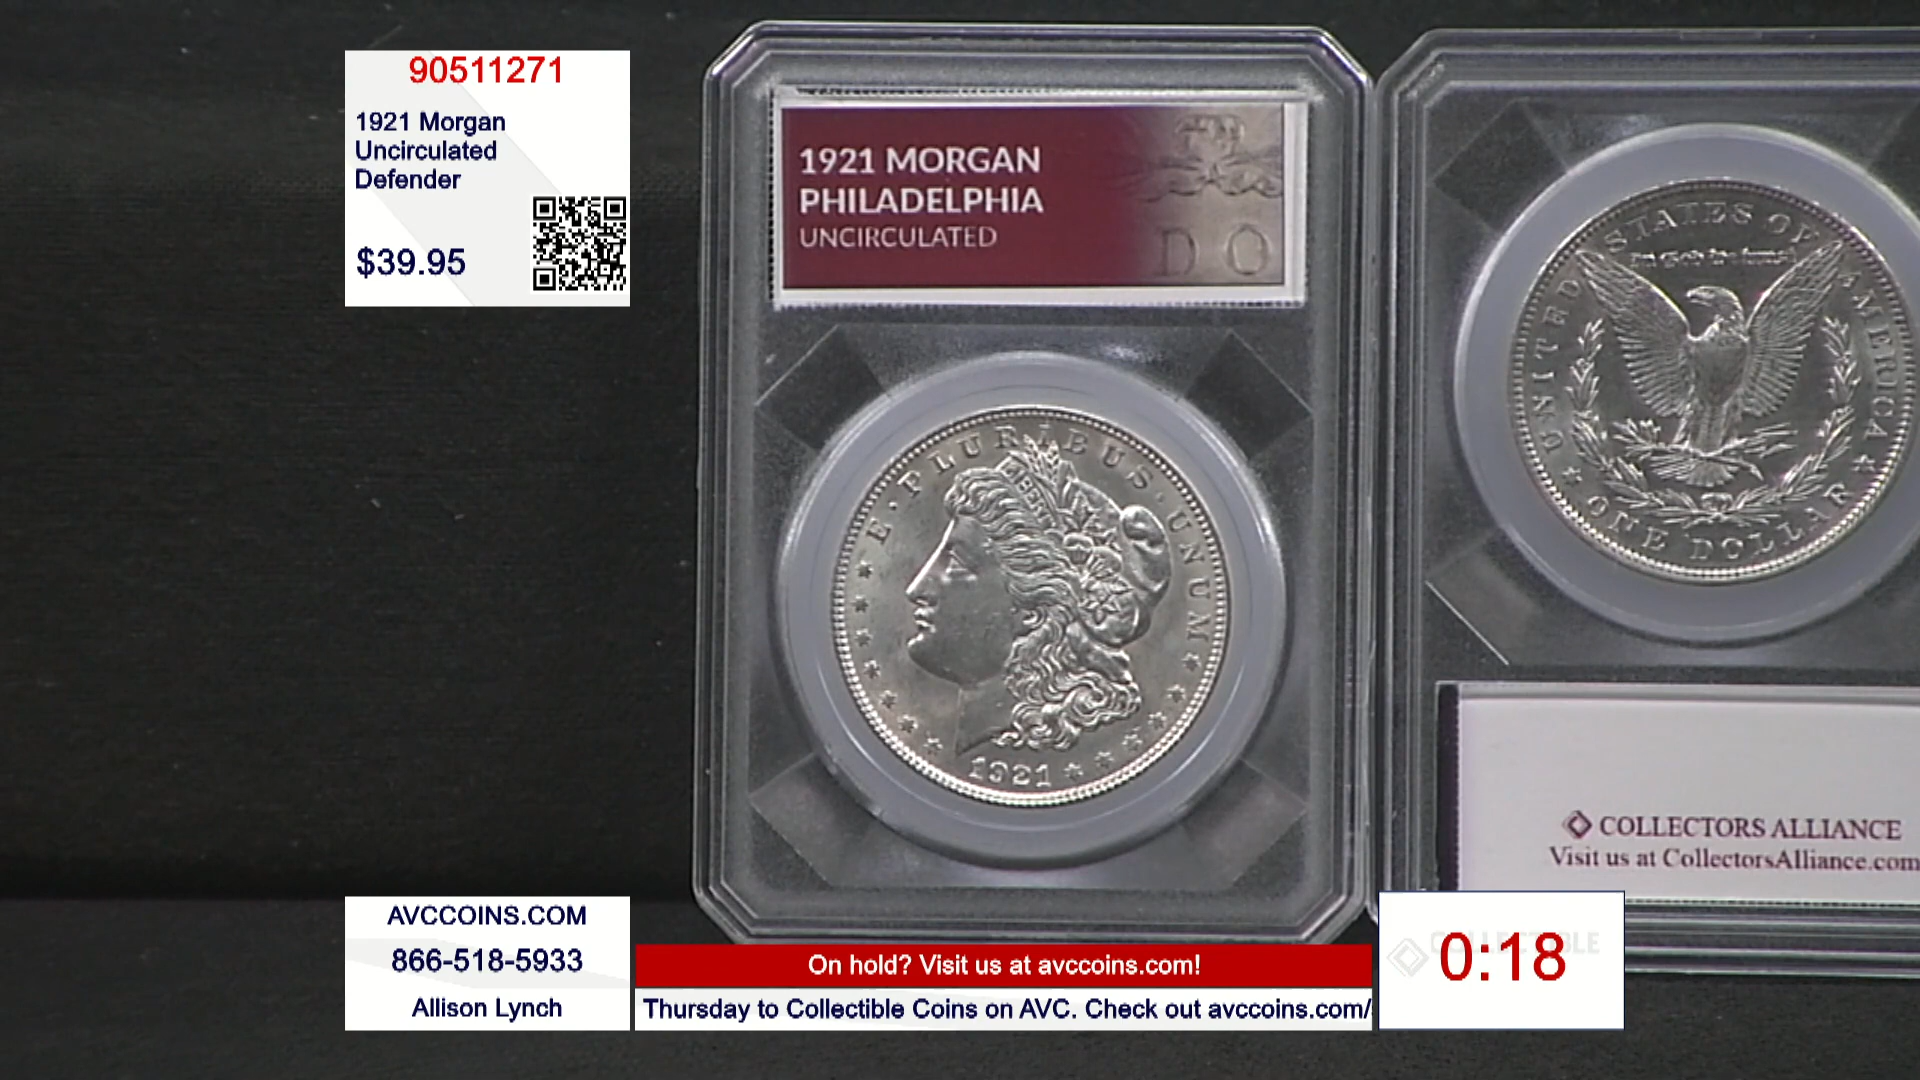 90511271
1921 Morgan
Uncirculated
Defender
$39.95
1921 MORGAN
PHILADELPHIA
UNCIRCULATED
D O
E · PLURIBUS · UNUM
1921
UNITED STATES OF AMERICA
In God we trust
ONE DOLLAR
COLLECTORS ALLIANCE
Visit us at CollectorsAlliance.com
AVCCOINS.COM
866-518-5933
Allison Lynch
On hold? Visit us at avccoins.com!
Thursday to Collectible Coins on AVC. Check out avccoins.com/
0:18